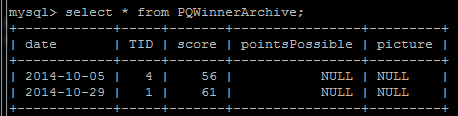 mysql> select * from PQWinnerArchive;
+------------+-----+-------+----------------+---------+
| date       | TID | score | pointsPossible | picture |
+------------+-----+-------+----------------+---------+
| 2014-10-05 |   4 |    56 |           NULL | NULL    |
| 2014-10-29 |   1 |    61 |           NULL | NULL    |
+------------+-----+-------+----------------+---------+